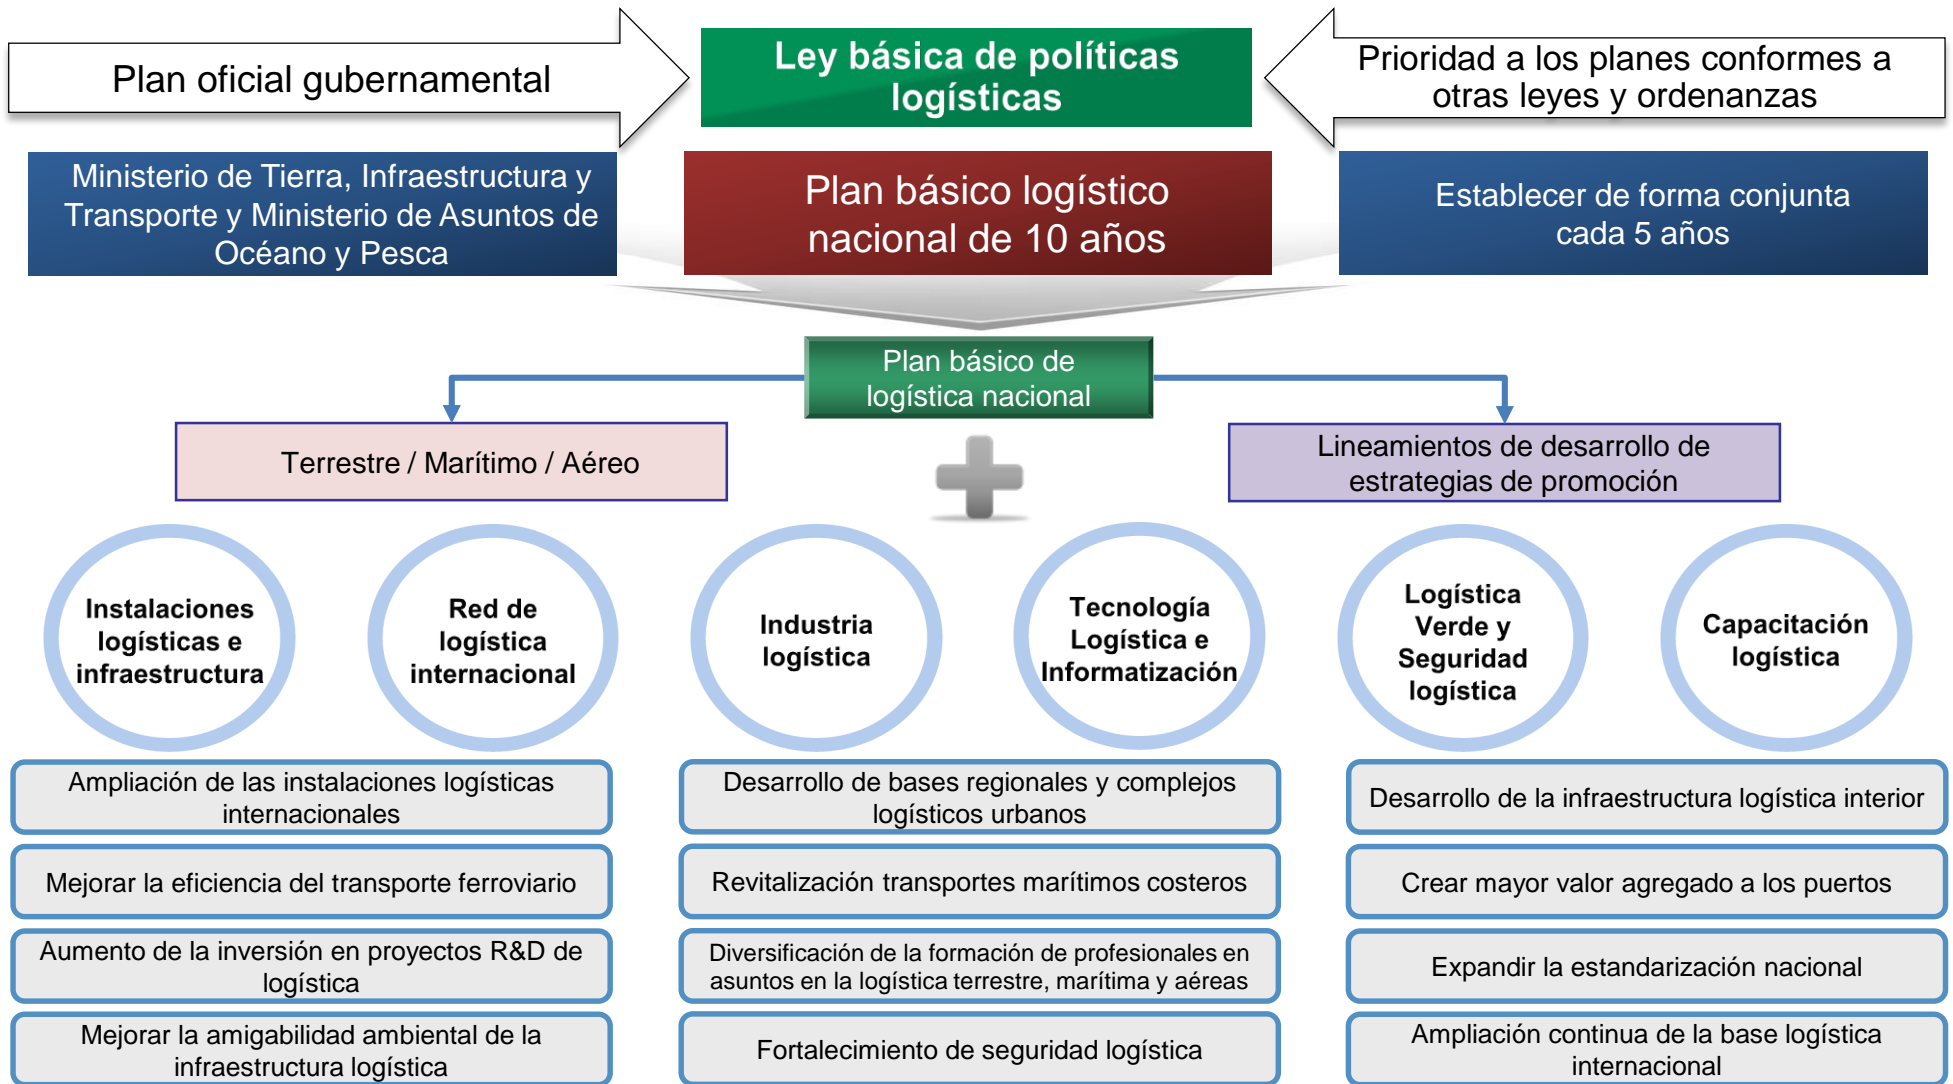 Plan oficial gubernamental
Ley básica de políticas
logísticas
Prioridad a los planes conformes a
otras leyes y ordenanzas
Ministerio de Tierra, Infraestructura y
Transporte y Ministerio de Asuntos de
Océano y Pesca
Plan básico logístico
nacional de 10 años
Establecer de forma conjunta
cada 5 años
Plan básico de
logística nacional
Terrestre / Marítimo / Aéreo
Lineamientos de desarrollo de
estrategias de promoción
Instalaciones
logísticas e
infraestructura
Red de
logística
internacional
Industria
logística
Tecnología
Logística e
Informatización
Logística
Verde y
Seguridad
logística
Capacitación
logística
Ampliación de las instalaciones logísticas
internacionales
Desarrollo de bases regionales y complejos
logísticos urbanos
Desarrollo de la infraestructura logística interior
Mejorar la eficiencia del transporte ferroviario
Revitalización transportes marítimos costeros
Crear mayor valor agregado a los puertos
Aumento de la inversión en proyectos R&D de
logística
Diversificación de la formación de profesionales en
asuntos en la logística terrestre, marítima y aéreas
Expandir la estandarización nacional
Mejorar la amigabilidad ambiental de la
infraestructura logística
Fortalecimiento de seguridad logística
Ampliación continua de la base logística
internacional